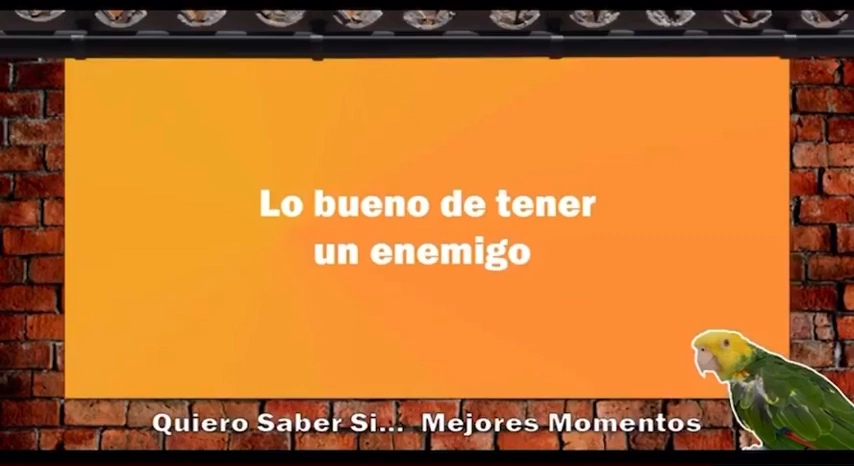 Lo bueno de tener
un enemigo
Quiero Saber Si... Mejores Momentos